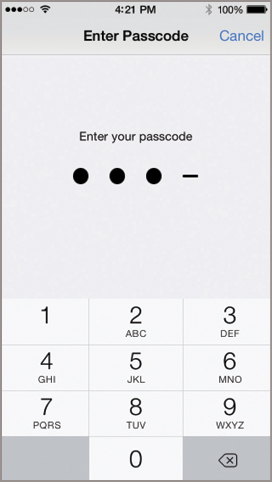 4:21 PM 100%
Enter Passcode Cancel
Enter your passcode
1 2 3
ABC DEF
4 5 6
GHI JKL MNO
7 8 9
PQRS TUV WXYZ
0